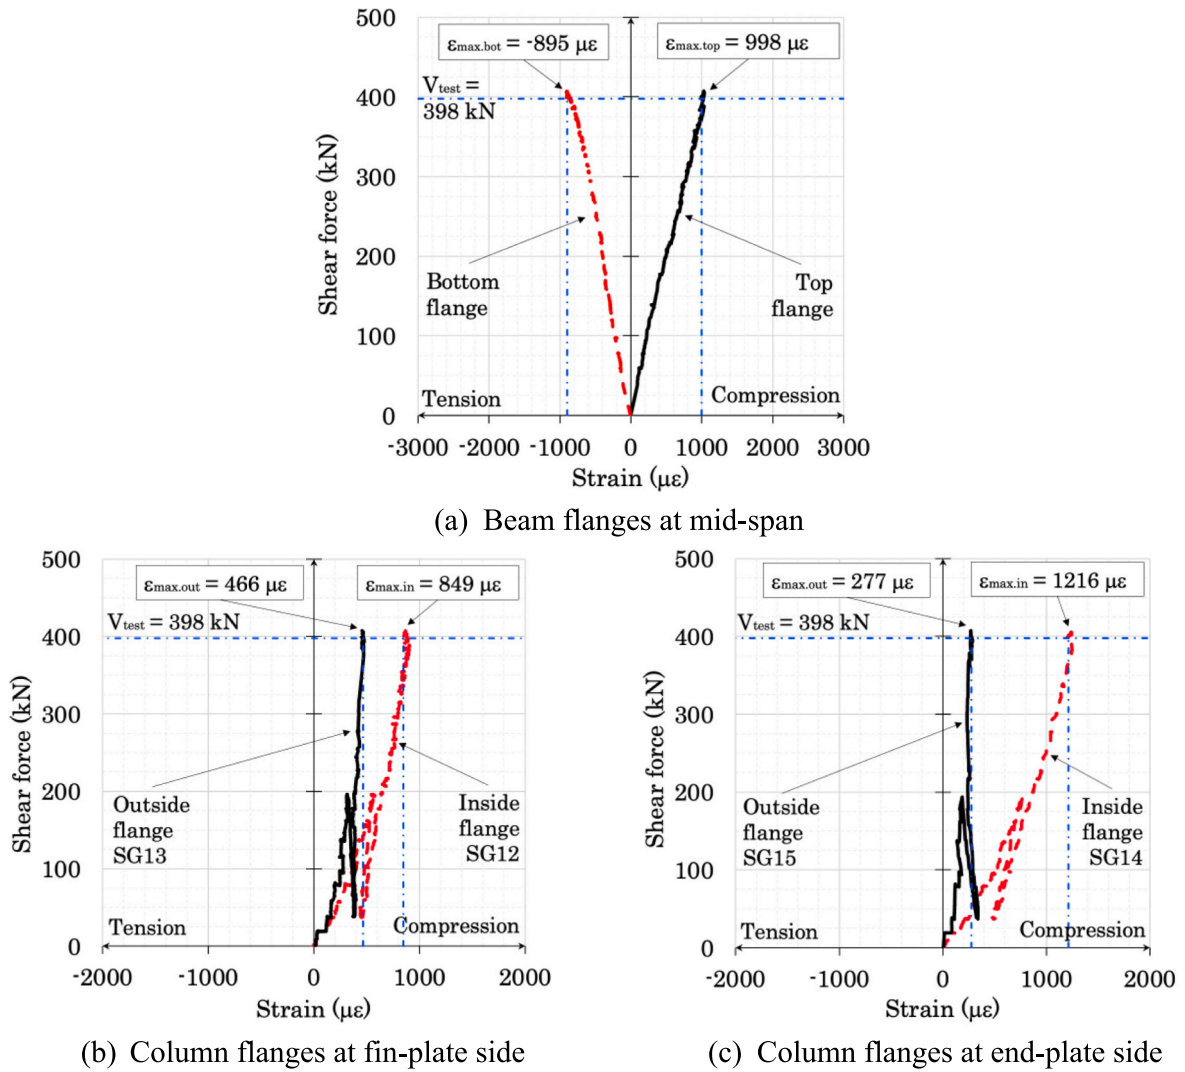 500
400
300
200
100
0
Shear force (kN)
εmax.bot = -895 με
εmax.top = 998 με
Vtest =
398 kN
Bottom
flange
Top
flange
Tension
Compression
-3000 -2000 -1000 0 1000 2000 3000
Strain (με)
(a) Beam flanges at mid-span
500
400
300
200
100
0
Shear force (kN)
εmax.out = 466 με
εmax.in = 849 με
Vtest = 398 kN
Outside
flange
SG13
Inside
flange
SG12
Tension
Compression
-2000 -1000 0 1000 2000
Strain (με)
(b) Column flanges at fin-plate side
500
400
300
200
100
0
Shear force (kN)
εmax.out = 277 με
εmax.in = 1216 με
Vtest = 398 kN
Outside
flange
SG15
Inside
flange
SG14
Tension
Compression
-2000 -1000 0 1000 2000
Strain (με)
(c) Column flanges at end-plate side